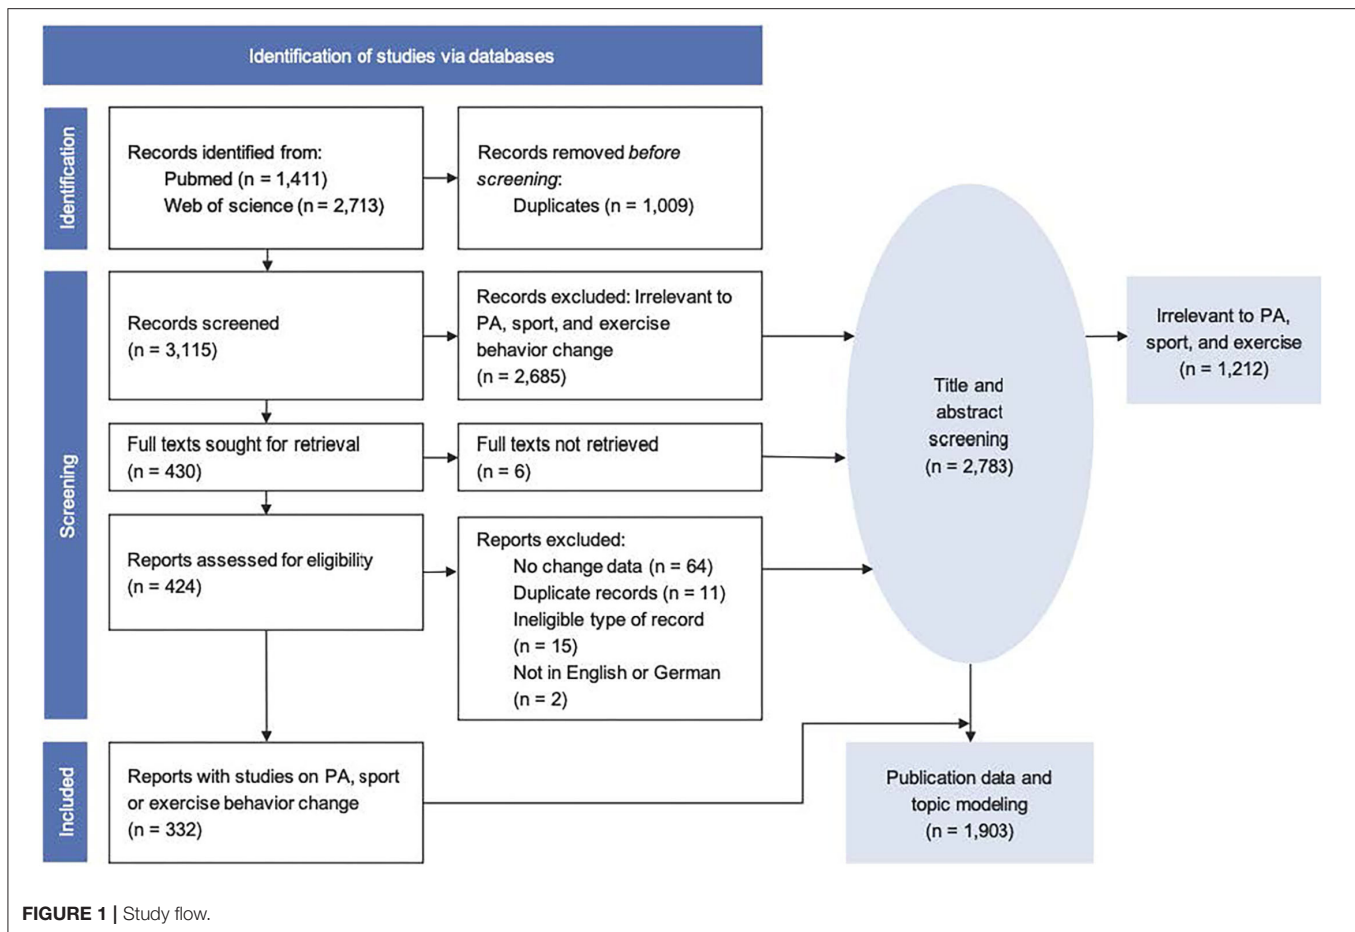 Identification of studies via databases
Identification
Records identified from:
Pubmed (n = 1,411)
Web of science (n = 2,713)
Records removed before
screening:
Duplicates (n = 1,009)
Screening
Records screened
(n = 3,115)
Records excluded: Irrelevant to
PA, sport, and exercise
behavior change
(n = 2,685)
Full texts sought for retrieval
(n = 430)
Full texts not retrieved
(n = 6)
Reports assessed for eligibility
(n = 424)
Reports excluded:
No change data (n = 64)
Duplicate records (n = 11)
Ineligible type of record
(n = 15)
Not in English or German
(n = 2)
Title and
abstract
screening
(n = 2,783)
Irrelevant to PA,
sport, and exercise
(n = 1,212)
Included
Reports with studies on PA, sport
or exercise behavior change
(n = 332)
Publication data and
topic modeling
(n = 1,903)
FIGURE 1 | Study flow.